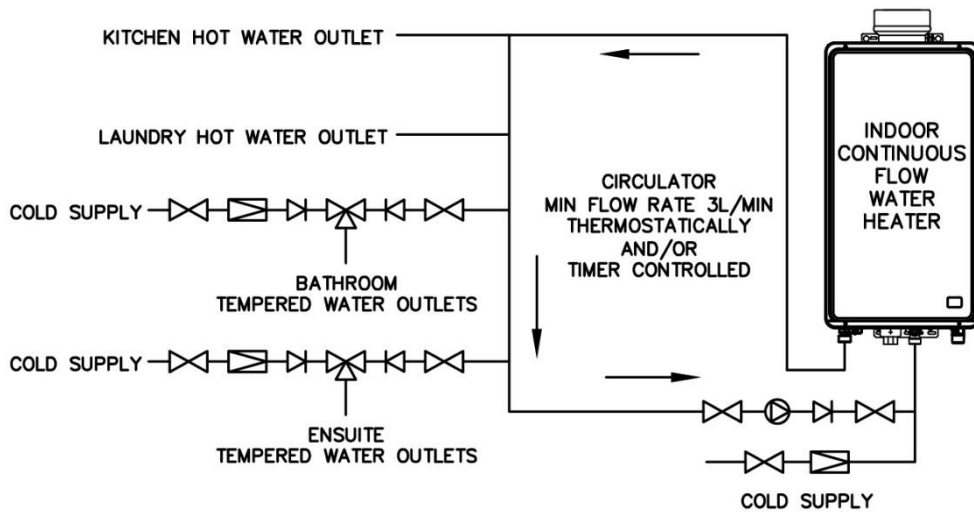 KITCHEN HOT WATER OUTLET
LAUNDRY HOT WATER OUTLET
COLD SUPPLY
BATHROOM
TEMPERED WATER OUTLETS
COLD SUPPLY
ENSUITE
TEMPERED WATER OUTLETS
CIRCULATOR
MIN FLOW RATE 3L/MIN
THERMOSTATICALLY
AND/OR
TIMER CONTROLLED
INDOOR
CONTINUOUS
FLOW
WATER
HEATER
COLD SUPPLY